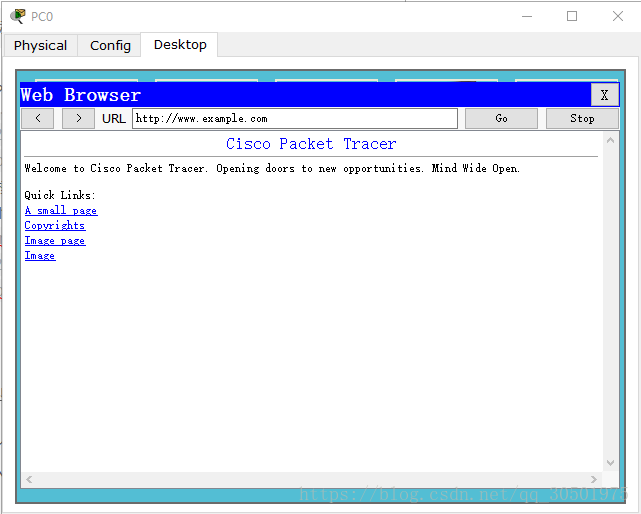 PC0
Physical Config Desktop
Web Browser X
< > URL http://www.example.com Go Stop
Cisco Packet Tracer
Welcome to Cisco Packet Tracer. Opening doors to new opportunities. Mind Wide Open.
Quick Links:
A small page
Copyrights
Image page
Image
https://blog.csdn.net/qq_30501975